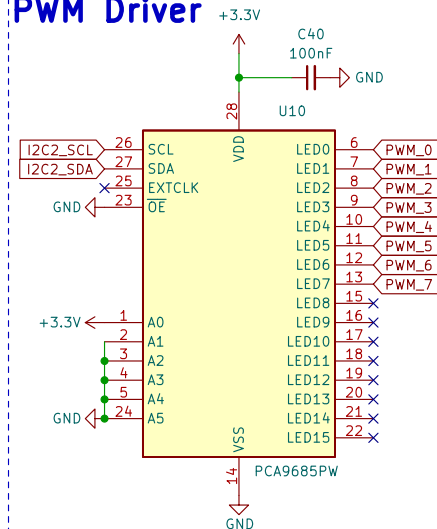 PWM Driver
+3.3V
C40
100nF
GND
28
U10
VDD
I2C2_SCL 26 SCL LED0 6 PWM_0
I2C2_SDA 27 SDA LED1 7 PWM_1
25 EXTCLK LED2 8 PWM_2
GND 23 OE LED3 9 PWM_3
LED4 10 PWM_4
LED5 11 PWM_5
LED6 12 PWM_6
LED7 13 PWM_7
LED8 15
+3.3V 1 A0 LED9 16
2 A1 LED10 17
3 A2 LED11 18
4 A3 LED12 19
5 A4 LED13 20
GND 24 A5 LED14 21
LED15 22
VSS
14
PCA9685PW
GND